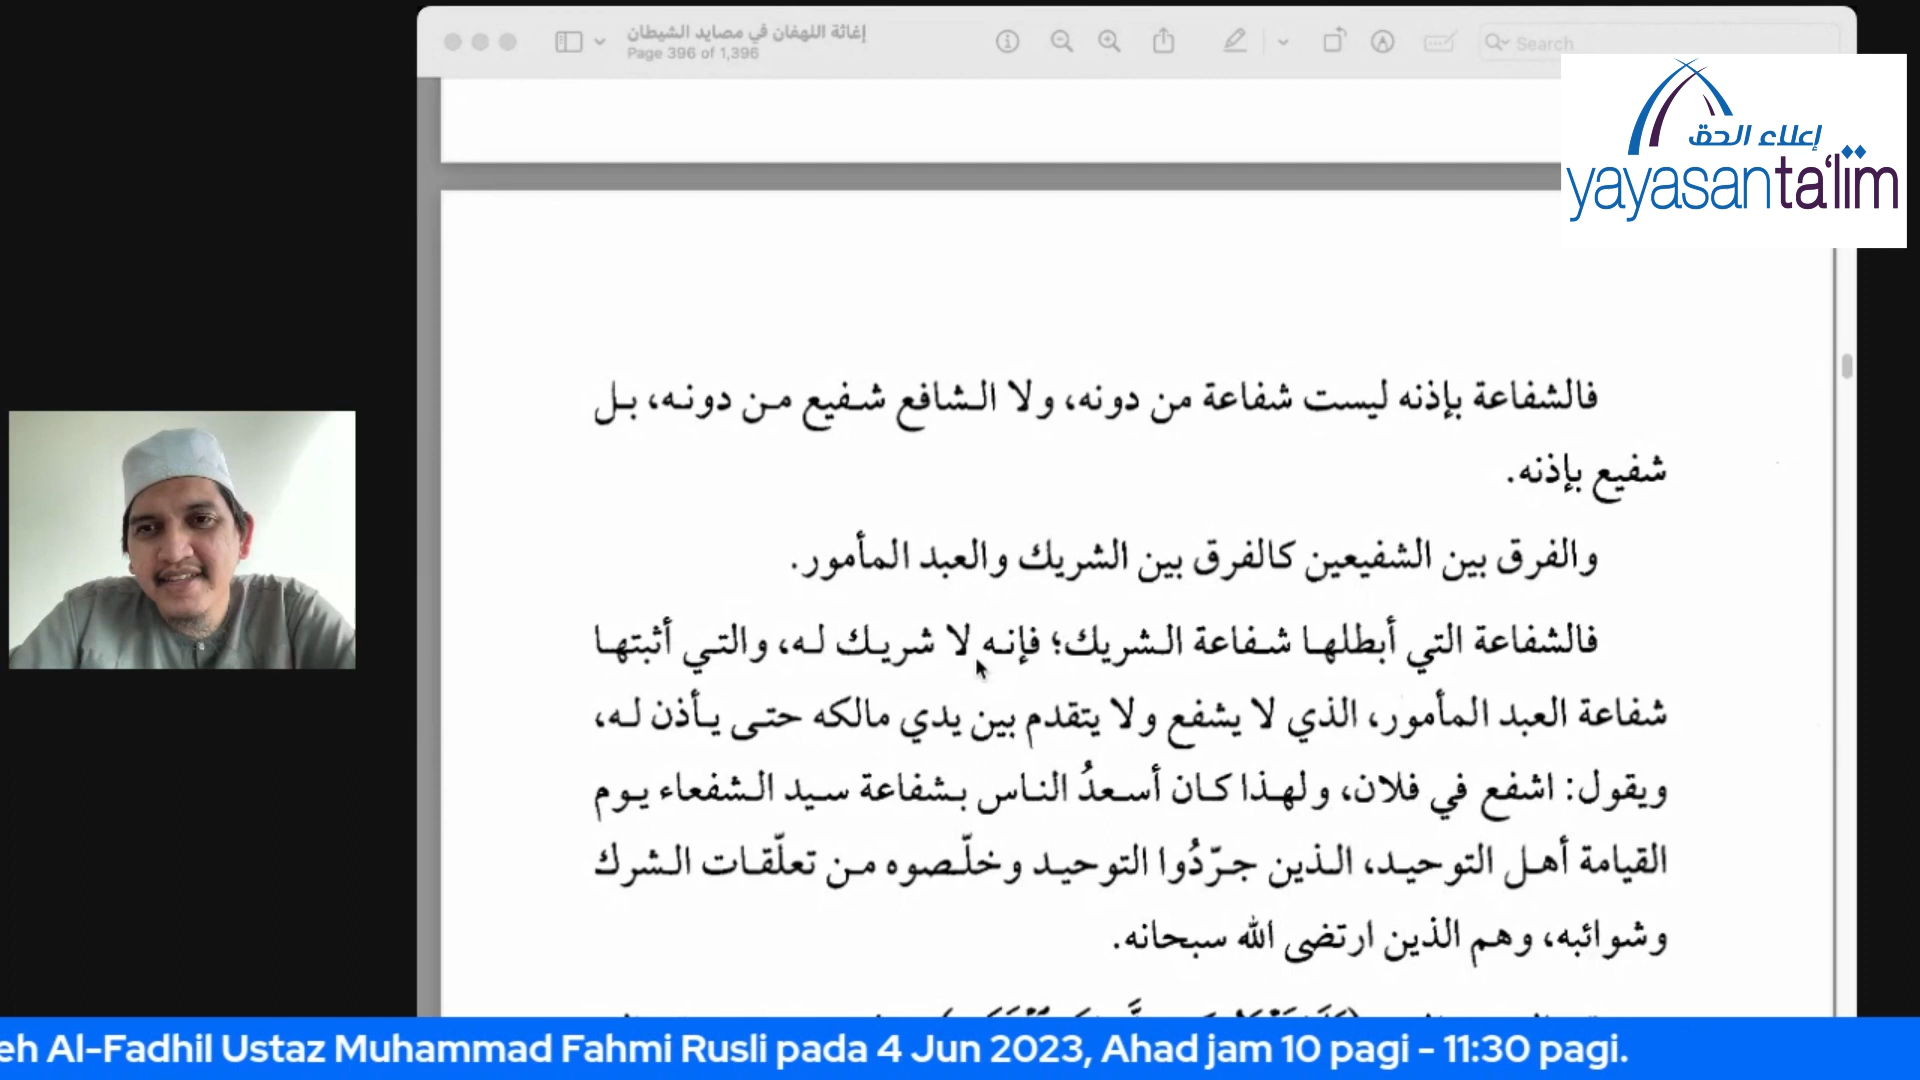 إغاثة اللهفان في مصايد الشيطان
Page 396 of 1,396
Search
إعلاء الحق
yayasanta'lim
فالشفاعة بإذنه ليست شفاعة من دونه، ولا الشافع شفيع من دونه، بل
شفيع بإذنه.
والفرق بين الشفيعين كالفرق بين الشريك والعبد المأمور.
فالشفاعة التي أبطلها شفاعة الشريك؛ فإنه لا شريك له، والتي أثبتها
شفاعة العبد المأمور، الذي لا يشفع ولا يتقدم بين يدي مالكه حتى يأذن له،
ويقول: اشفع في فلان، ولهذا كان أسعدُ الناس بشفاعة سيد الشفعاء يوم
القيامة أهل التوحيد، الذين جرّدُوا التوحيد وخلّصوه من تعلّقات الشرك
وشوائبه، وهم الذين ارتضى الله سبحانه.
eh Al-Fadhil Ustaz Muhammad Fahmi Rusli pada 4 Jun 2023, Ahad jam 10 pagi - 11:30 pagi.